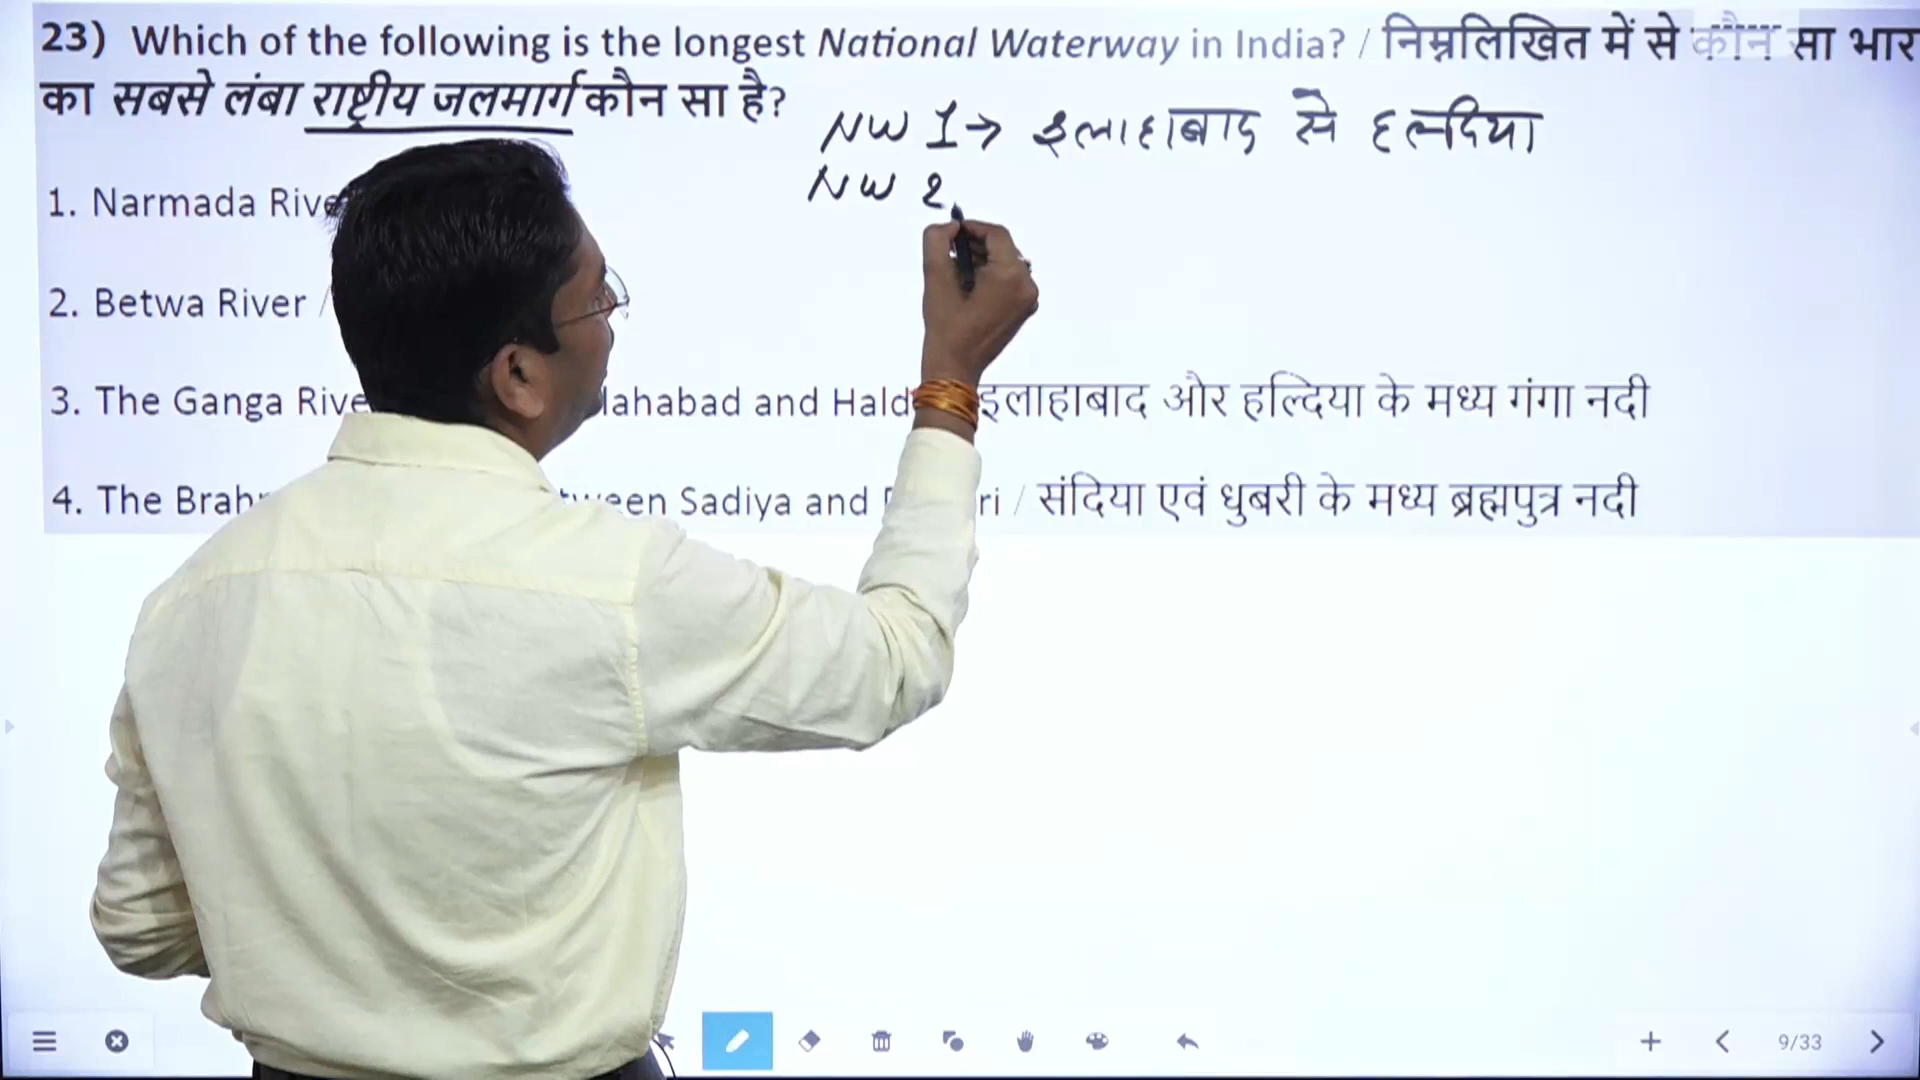 23) Which of the following is the longest National Waterway in India? / निम्नलिखित में से कौन सा भार
का सबसे लंबा राष्ट्रीय जलमार्ग कौन सा है?
NW 1 → इलाहाबाद से हल्दिया
NW 2
1. Narmada Rive
2. Betwa River /
3. The Ganga Rive lahabad and Hald इलाहाबाद और हल्दिया के मध्य गंगा नदी
4. The Brah tween Sadiya and ri / संदिया एवं धुबरी के मध्य ब्रह्मपुत्र नदी
9/33